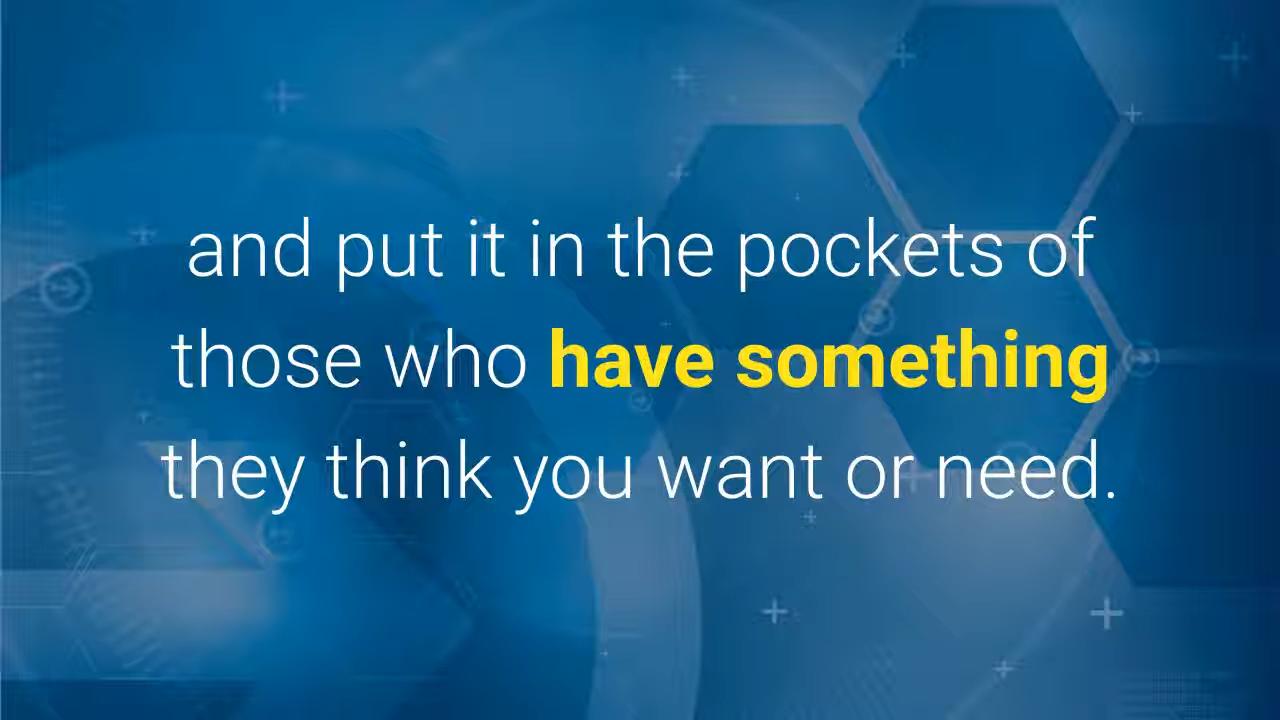 and put it in the pockets of
those who have something
they think you want or need.